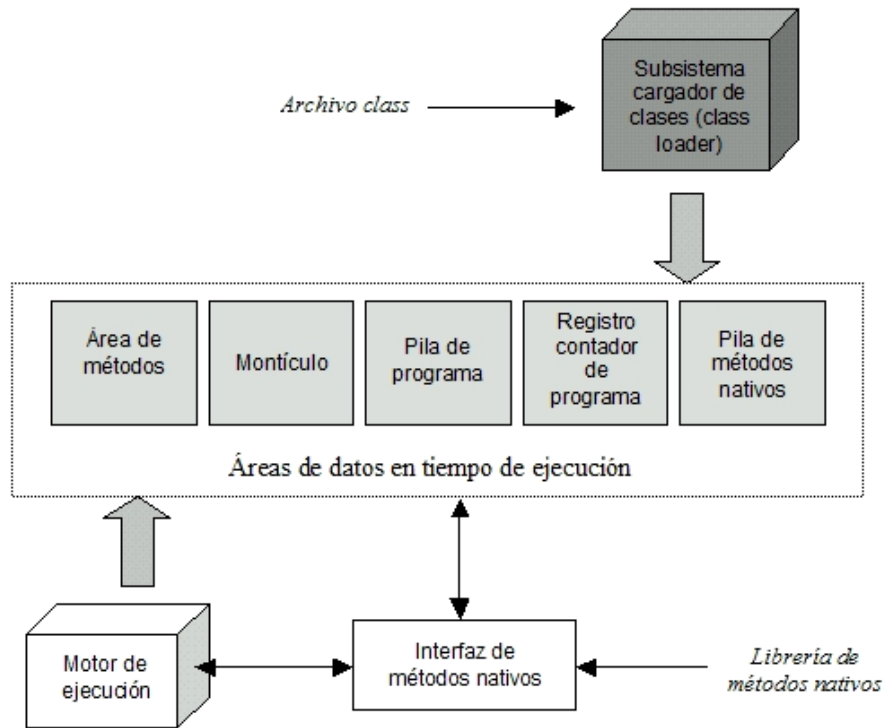 Archivo class
Subsistema
cargador de
clases (class
loader)
Área de
métodos
Montículo
Pila de
programa
Registro
contador
de
programa
Pila de
métodos
nativos
Áreas de datos en tiempo de ejecución
Motor de
ejecución
Interfaz de
métodos nativos
Librería de
métodos nativos